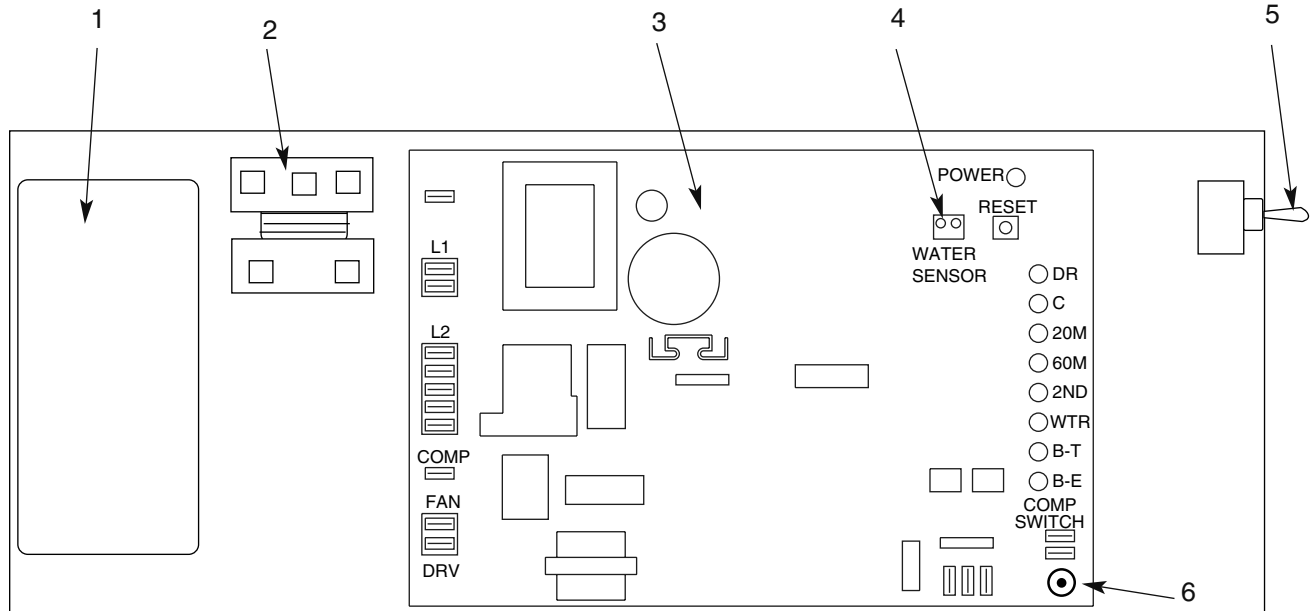 1
2
3
4
5
POWER
RESET
WATER
SENSOR
L1
DR
C
L2
20M
60M
2ND
WTR
COMP
B-T
B-E
FAN
COMP
SWITCH
DRV
6